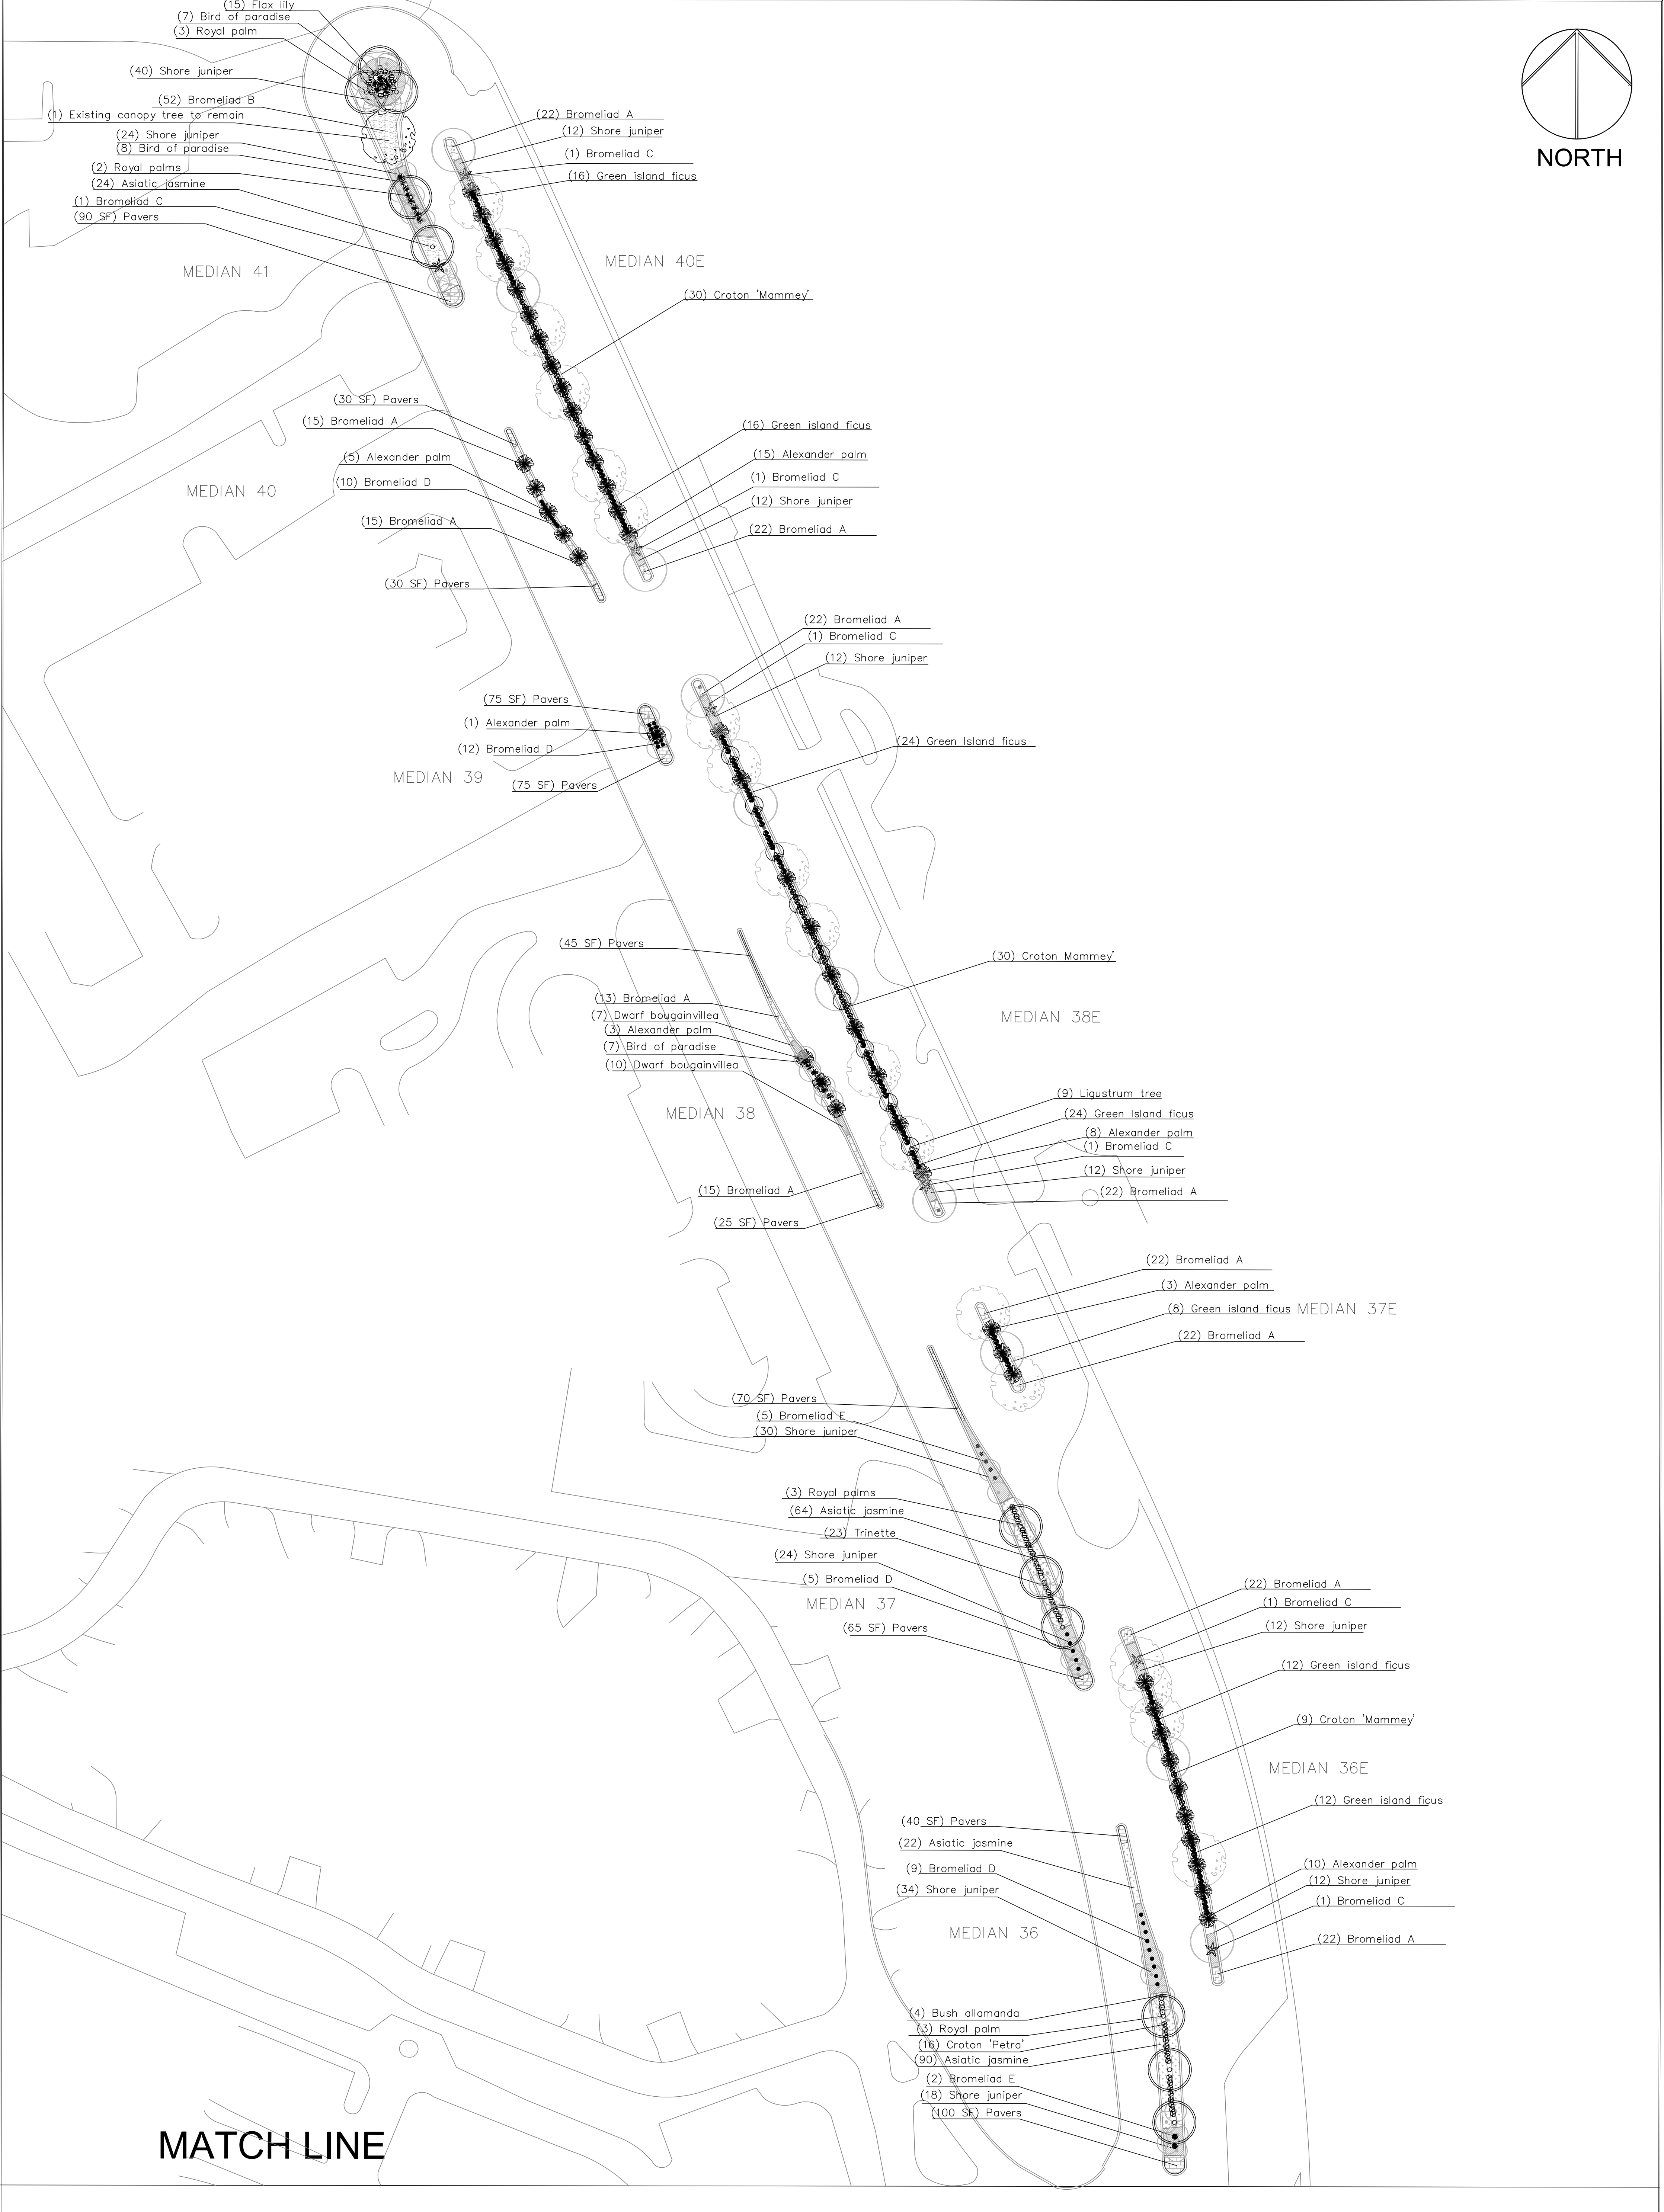 (15) Flax lily
(7) Bird of paradise
(3) Royal palm
(40) Shore juniper
(52) Bromeliad B
(1) Existing canopy tree to remain
(24) Shore juniper
(8) Bird of paradise
(2) Royal palms
(24) Asiatic jasmine
(1) Bromeliad C
(90 SF) Pavers
MEDIAN 41
NORTH
(22) Bromeliad A
(12) Shore juniper
(1) Bromeliad C
(16) Green island ficus
MEDIAN 40E
(30) Croton 'Mammey'
(16) Green island ficus
(15) Alexander palm
(1) Bromeliad C
(12) Shore juniper
(22) Bromeliad A
(30 SF) Pavers
(15) Bromeliad A
(5) Alexander palm
(10) Bromeliad D
MEDIAN 40
(15) Bromeliad A
(30 SF) Pavers
(22) Bromeliad A
(1) Bromeliad C
(12) Shore juniper
(75 SF) Pavers
(1) Alexander palm
(12) Bromeliad D
MEDIAN 39
(75 SF) Pavers
(24) Green Island ficus
(30) Croton Mammey'
MEDIAN 38E
(45 SF) Pavers
(13) Bromeliad A
(7) Dwarf bougainvillea
(3) Alexander palm
(7) Bird of paradise
(10) Dwarf bougainvillea
MEDIAN 38
(15) Bromeliad A
(25 SF) Pavers
(9) Ligustrum tree
(24) Green Island ficus
(8) Alexander palm
(1) Bromeliad C
(12) Shore juniper
(22) Bromeliad A
(22) Bromeliad A
(3) Alexander palm
(8) Green island ficus
MEDIAN 37E
(22) Bromeliad A
(70 SF) Pavers
(5) Bromeliad E
(30) Shore juniper
(3) Royal palms
(64) Asiatic jasmine
(23) Trinette
(24) Shore juniper
(5) Bromeliad D
MEDIAN 37
(65 SF) Pavers
(22) Bromeliad A
(1) Bromeliad C
(12) Shore juniper
(12) Green island ficus
(9) Croton 'Mammey'
MEDIAN 36E
(12) Green island ficus
(10) Alexander palm
(12) Shore juniper
(1) Bromeliad C
(22) Bromeliad A
(40 SF) Pavers
(22) Asiatic jasmine
(9) Bromeliad D
(34) Shore juniper
MEDIAN 36
(4) Bush allamanda
(3) Royal palm
(16) Croton 'Petra'
(90) Asiatic jasmine
(2) Bromeliad E
(18) Shore juniper
(100 SF) Pavers
MATCH LINE